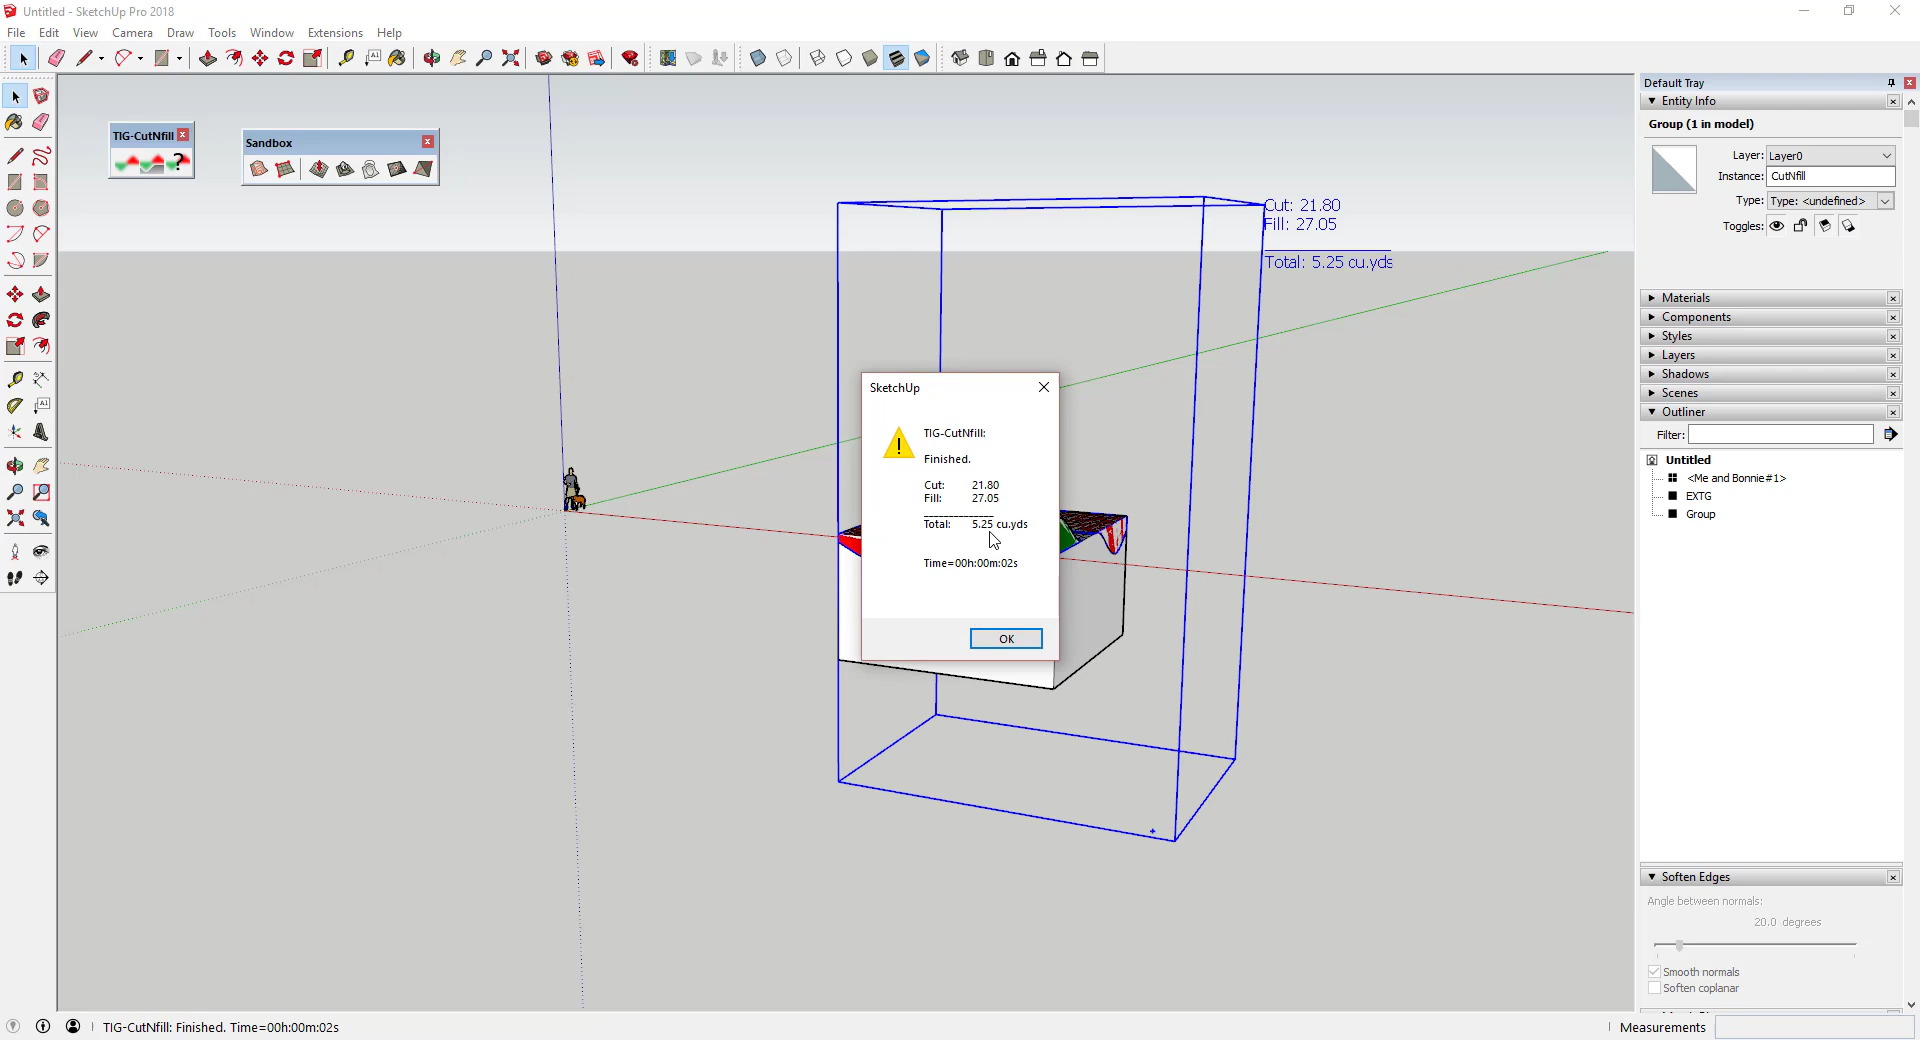 Untitled - SketchUp Pro 2018
File Edit View Camera Draw Tools Window Extensions Help
TIG-CutNfill
?
Sandbox
Cut: 21.80
Fill: 27.05
Total: 5.25 cu.yds
SketchUp
TIG-CutNfill:
Finished.
Cut: 21.80
Fill: 27.05
______________
Total: 5.25 cu.yds
Time=00h:00m:02s
OK
Default Tray
Entity Info
Group (1 in model)
Layer: Layer0
Instance: CutNfill
Type: Type: <undefined>
Toggles:
Materials
Components
Styles
Layers
Shadows
Scenes
Outliner
Filter:
Untitled
<Me and Bonnie#1>
EXTG
Group
Soften Edges
Angle between normals:
20.0 degrees
Smooth normals
Soften coplanar
TIG-CutNfill: Finished. Time=00h:00m:02s
Measurements